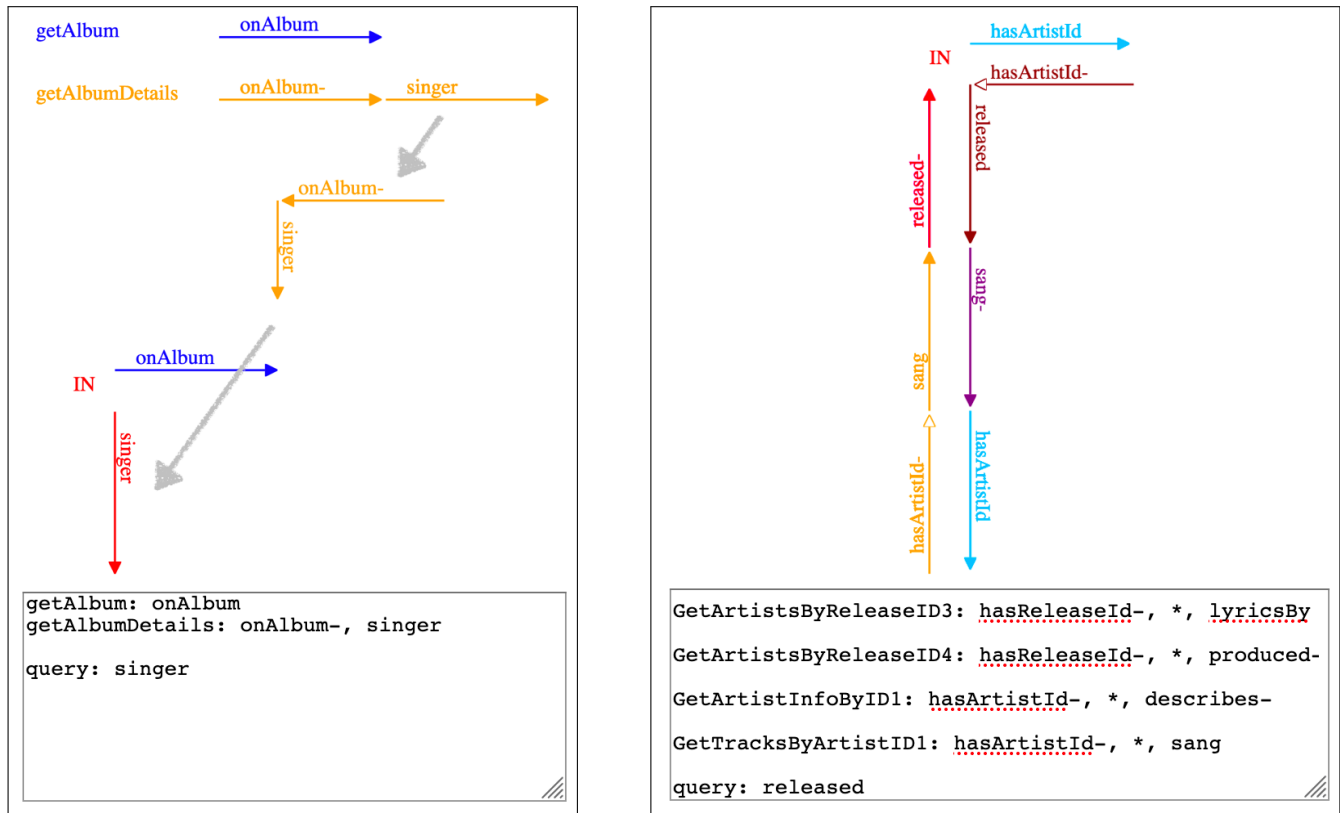 getAlbum onAlbum
getAlbumDetails onAlbum- singer
onAlbum-
singer
onAlbum
IN
singer
getAlbum: onAlbum
getAlbumDetails: onAlbum-, singer
query: singer
hasArtistId
IN
hasArtistId-
released
released-
sang-
sang
hasArtistId
hasArtistId-
GetArtistsByReleaseID3: hasReleaseId-, *, lyricsBy
GetArtistsByReleaseID4: hasReleaseId-, *, produced-
GetArtistInfoByID1: hasArtistId-, *, describes-
GetTracksByArtistID1: hasArtistId-, *, sang
query: released